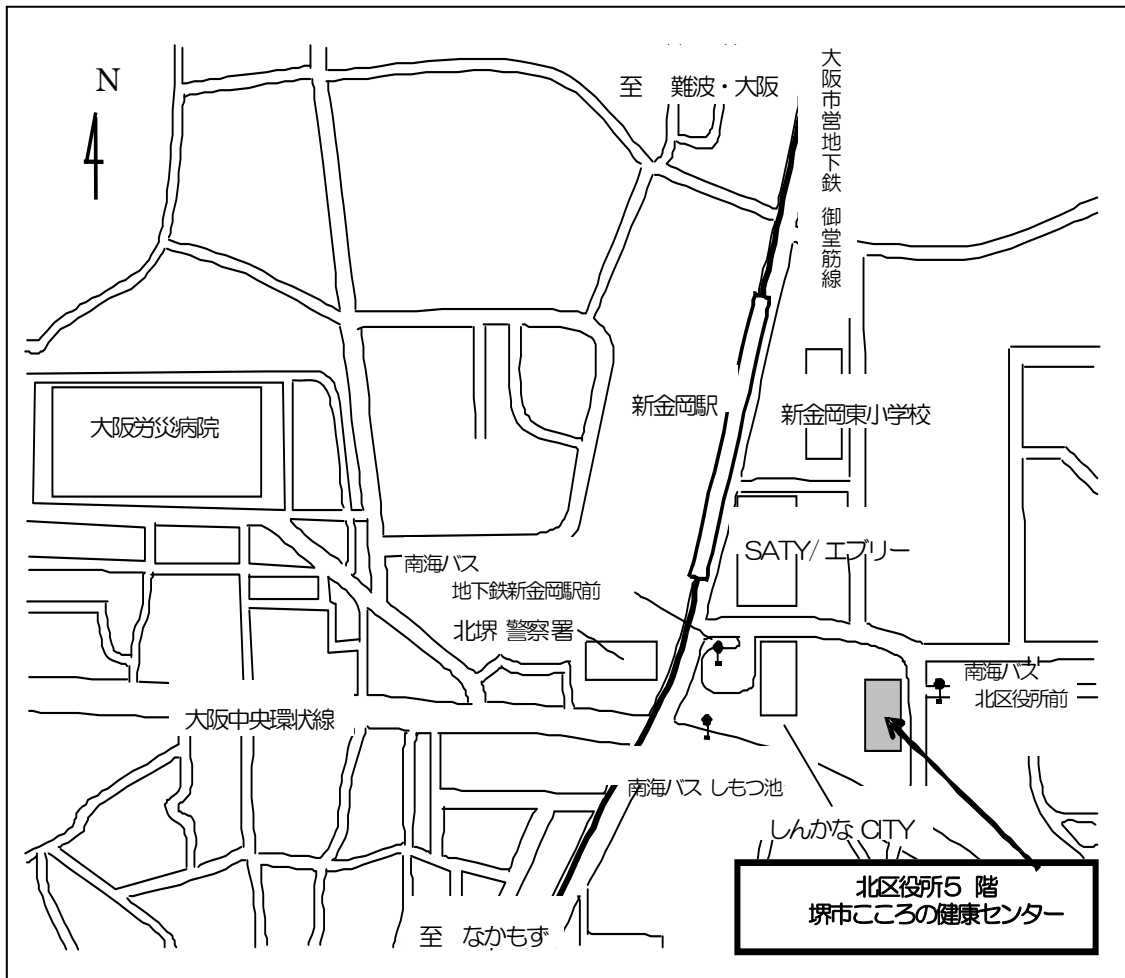 N
至 難波・大阪
大阪市営地下鉄 御堂筋線
新金岡駅
新金岡東小学校
大阪労災病院
SATY/エブリー
南海バス
地下鉄新金岡駅前
北堺 警察署
南海バス
北区役所前
大阪中央環状線
南海バス しもつ池
しんかな CITY
北区役所5 階
堺市こころの健康センター
至 なかもず